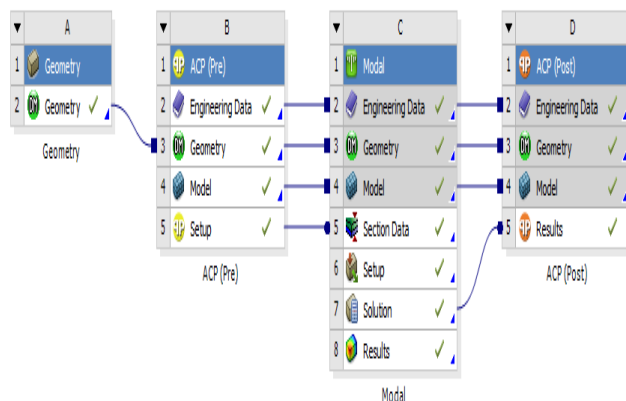 A
1 Geometry
2 Geometry
Geometry
B
1 ACP (Pre)
2 Engineering Data
3 Geometry
4 Model
5 Setup
ACP (Pre)
C
1 Modal
2 Engineering Data
3 Geometry
4 Model
5 Section Data
6 Setup
7 Solution
8 Results
Modal
D
1 ACP (Post)
2 Engineering Data
3 Geometry
4 Model
5 Results
ACP (Post)